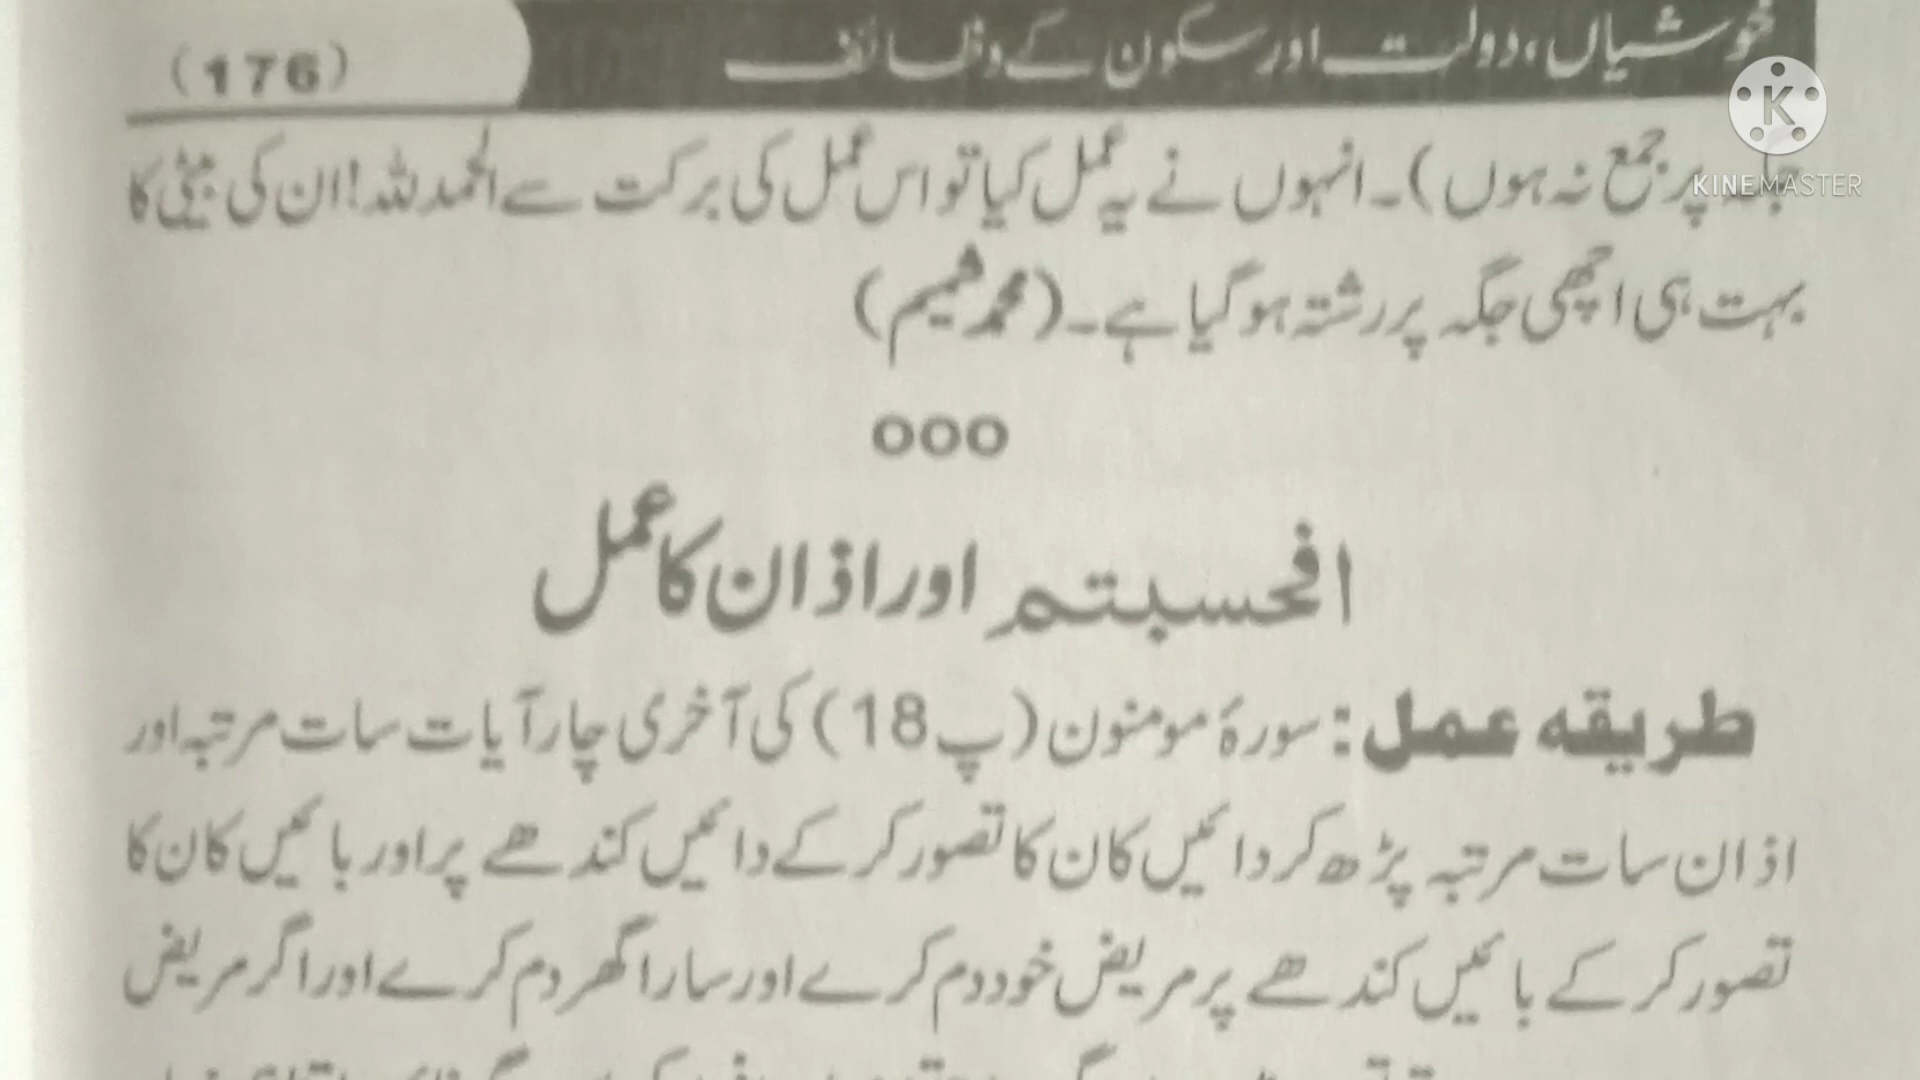 خوشیاں، دولت اور سکون کے وظائف (176)
پر جمع نہ ہوں)۔ انہوں نے یہ عمل کیا تو اس عمل کی برکت سے الحمدللہ! ان کی بیٹی کا
بہت ہی اچھی جگہ پر رشتہ ہو گیا ہے۔ (محمد شمیم)
ooo
افحسبتم اور اذان کا عمل
طریقہ عمل: سورۂ مومنون (پ 18) کی آخری چار آیات سات مرتبہ اور
اذان سات مرتبہ پڑھ کر دائیں کان کا تصور کر کے دائیں کندھے پر اور بائیں کان کا
تصور کر کے بائیں کندھے پر مریض خود دم کرے اور سارا گھر دم کرے اور اگر مریض
KINEMASTER